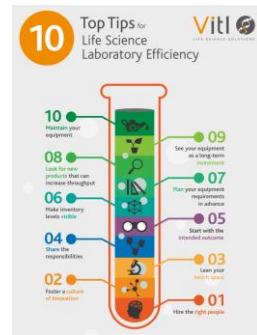 10
Top Tips for
Life Science
Laboratory Efficiency
Vitl
LIFE SCIENCE SOLUTIONS
10
Maintain your
equipment
09
See your equipment
as a long-term
investment
08
Look for new
products that can
increase throughput
07
Plan your equipment
requirements
in advance
06
Make inventory
levels visible
05
Start with the
intended outcome
04
Share the
responsibilities
03
Lean your
bench space
02
Foster a culture
of innovation
01
Hire the right people